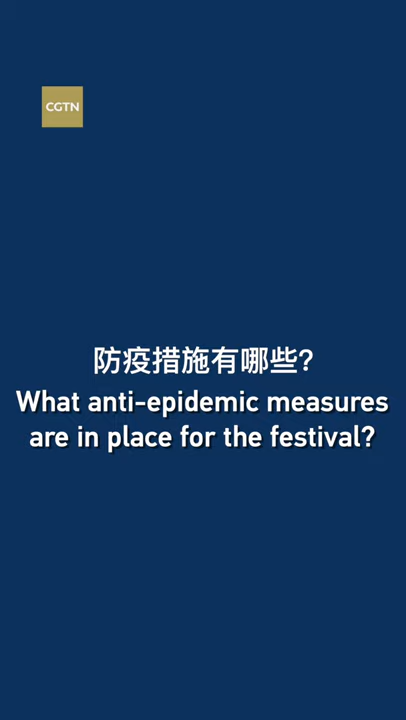 CGTN
防疫措施有哪些?
What anti-epidemic measures
are in place for the festival?